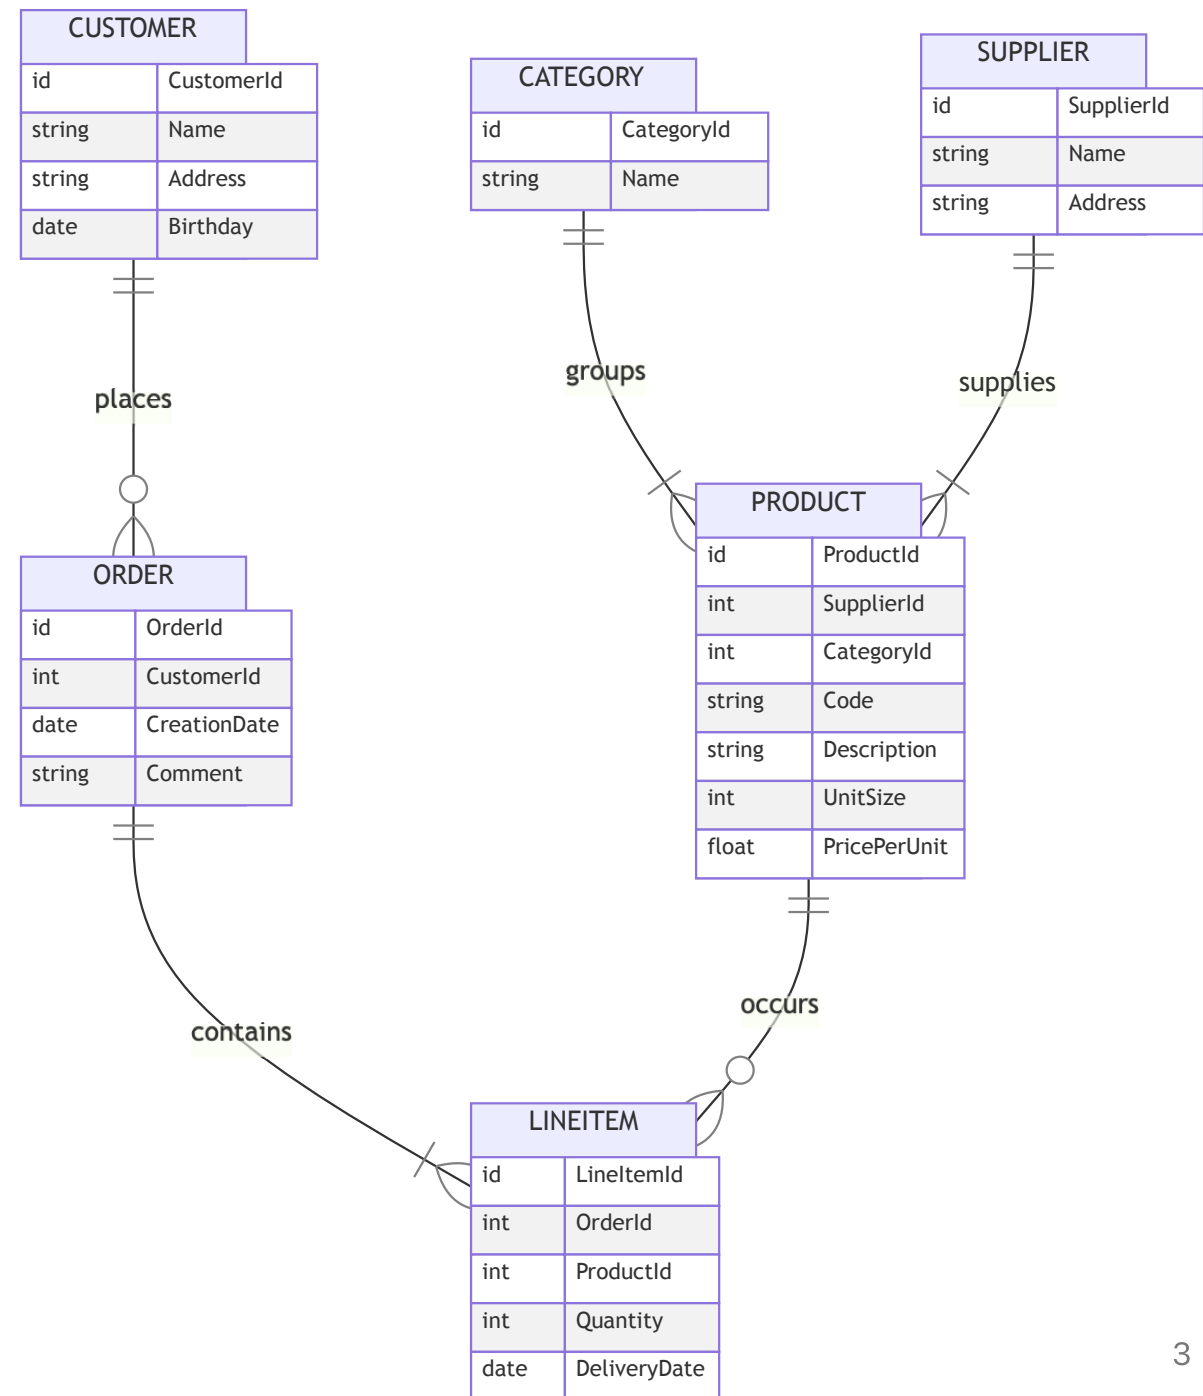 CUSTOMER
id CustomerId
string Name
string Address
date Birthday
CATEGORY
id CategoryId
string Name
SUPPLIER
id SupplierId
string Name
string Address
places
groups
supplies
ORDER
id OrderId
int CustomerId
date CreationDate
string Comment
PRODUCT
id ProductId
int SupplierId
int CategoryId
string Code
string Description
int UnitSize
float PricePerUnit
contains
occurs
LINEITEM
id LineItemId
int OrderId
int ProductId
int Quantity
date DeliveryDate
3